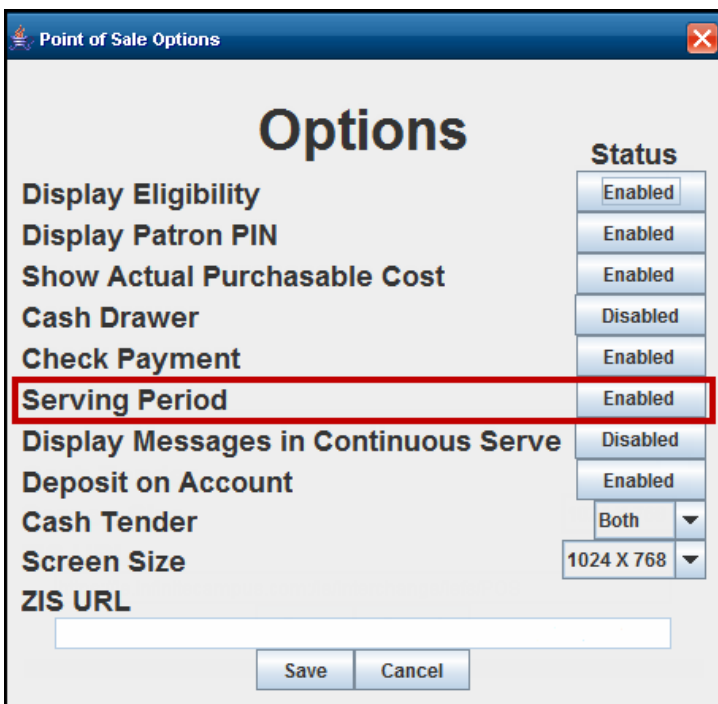 Point of Sale Options
Options
Status
Display Eligibility Enabled
Display Patron PIN Enabled
Show Actual Purchasable Cost Enabled
Cash Drawer Disabled
Check Payment Enabled
Serving Period Enabled
Display Messages in Continuous Serve Disabled
Deposit on Account Enabled
Cash Tender Both
Screen Size 1024 X 768
ZIS URL
Save Cancel